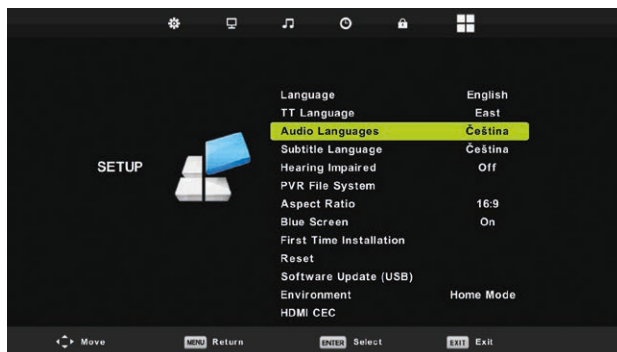 Language English
TT Language East
Audio Languages Čeština
Subtitle Language Čeština
SETUP
Hearing Impaired Off
PVR File System
Aspect Ratio 16:9
Blue Screen On
First Time Installation
Reset
Software Update (USB)
Environment Home Mode
HDMI CEC
Move MENU Return ENTER Select EXIT Exit